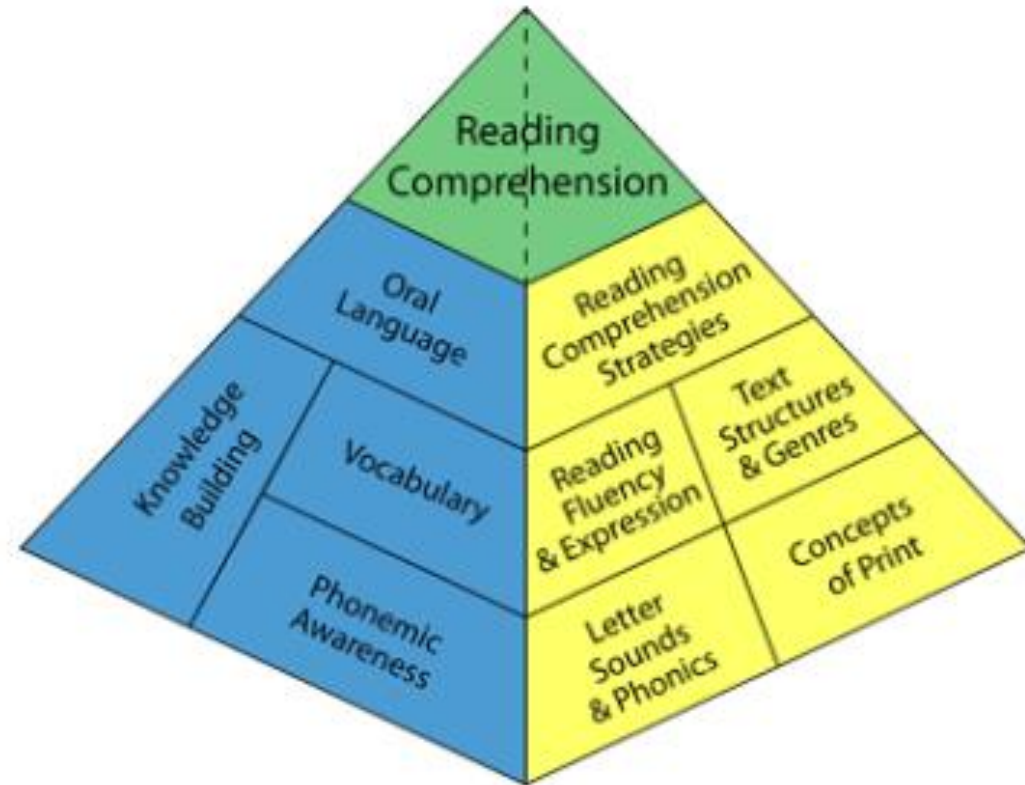 Reading
Comprehension
Oral
Language
Knowledge
Building
Vocabulary
Phonemic
Awareness
Reading
Comprehension
Strategies
Reading
Fluency
& Expression
Text
Structures
& Genres
Letter
Sounds
& Phonics
Concepts
of Print